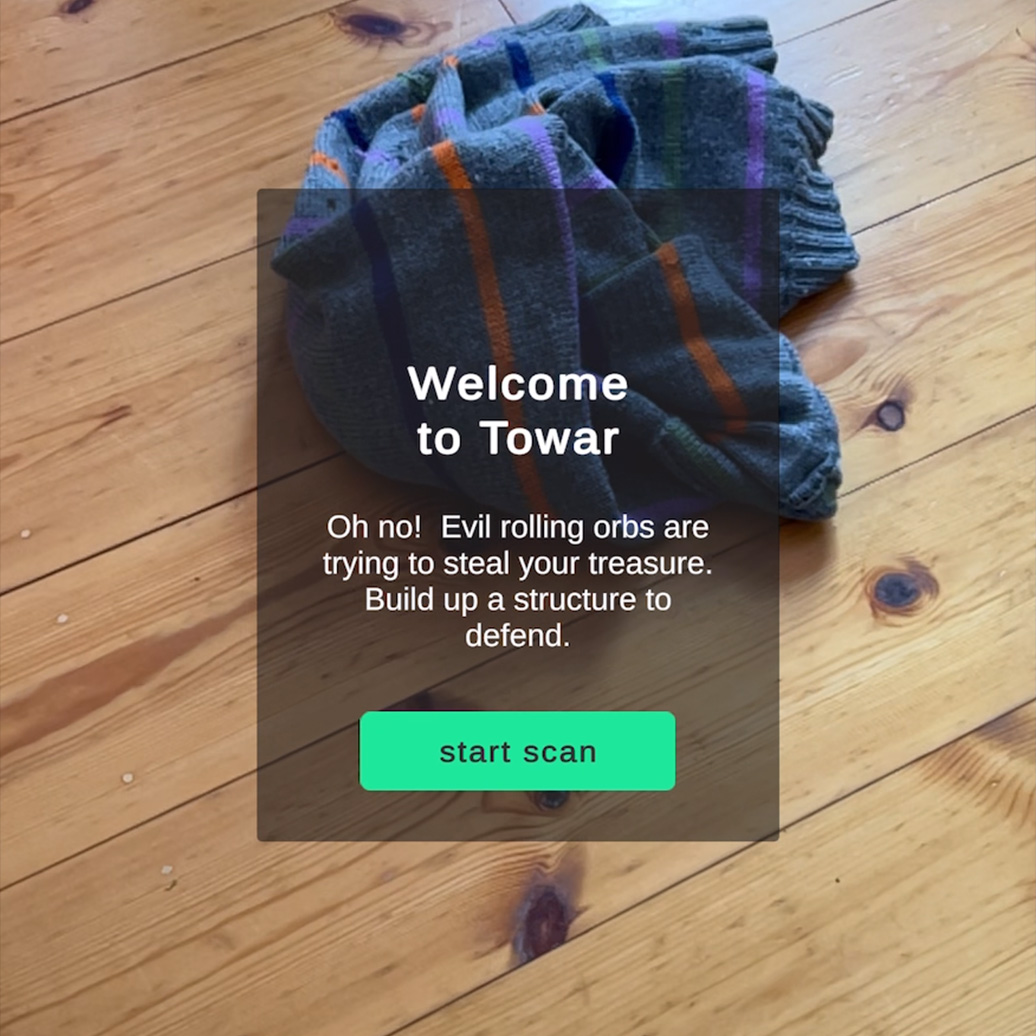 Welcome
to Towar
Oh no!  Evil rolling orbs are
trying to steal your treasure.
Build up a structure to
defend.
start scan